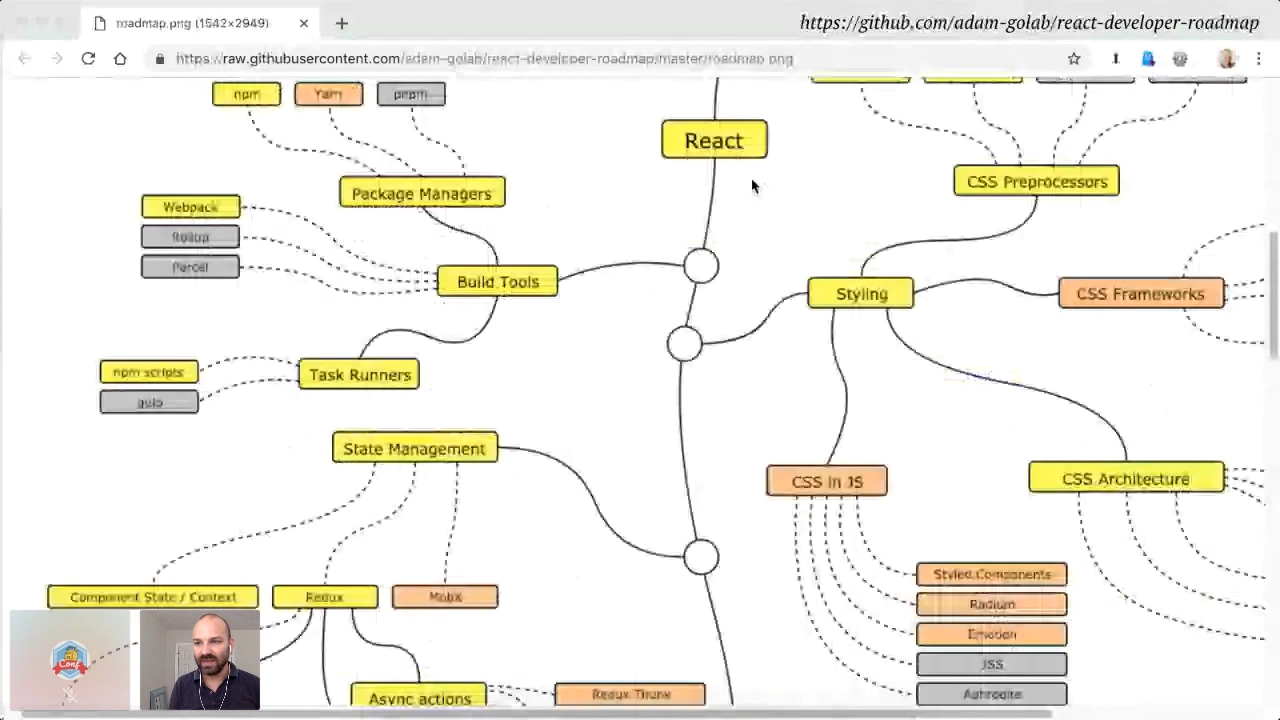 roadmap.png (1542×2949)
https://github.com/adam-golab/react-developer-roadmap
https://raw.githubusercontent.com/adam-golab/react-developer-roadmap/master/roadmap.png
npm
Yarn
pnpm
React
CSS Preprocessors
Package Managers
Webpack
Rollup
Parcel
Build Tools
Styling
CSS Frameworks
npm scripts
gulp
Task Runners
State Management
CSS in JS
CSS Architecture
Styled Components
Radium
Emotion
JSS
Aphrodite
Component State / Context
Redux
MobX
Async actions
Redux Thunk
Conf